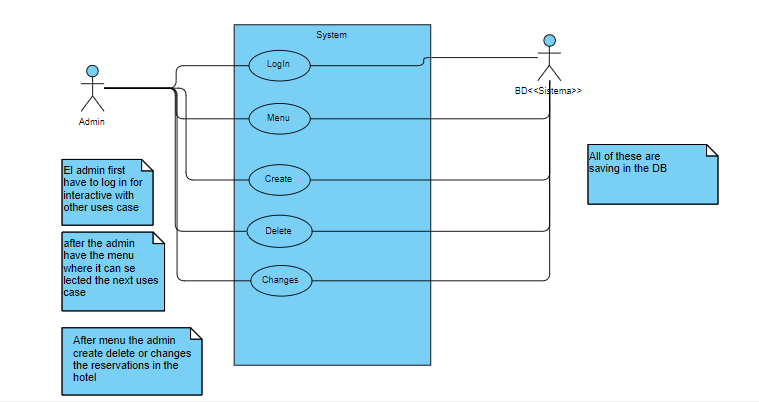 System
LogIn
BD<<Sistema>>
Admin
Menu
All of these are
saving in the DB
El admin first
have to log in for
interactive with
other uses case
Create
Delete
after the admin
have the menu
where it can se
lected the next uses
case
Changes
After menu the admin
create delete or changes
the reservations in the
hotel